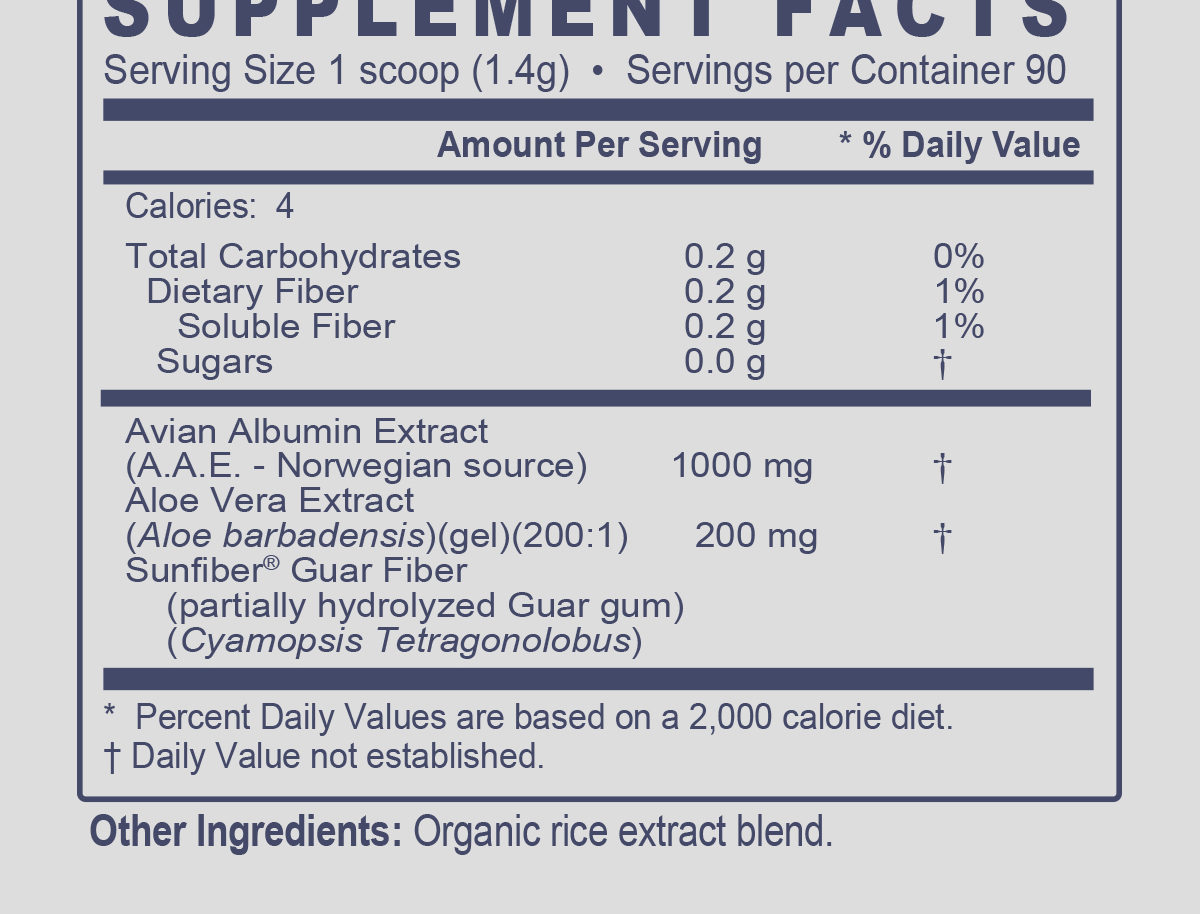 SUPPLEMENT FACTS
Serving Size 1 scoop (1.4g) • Servings per Container 90
Amount Per Serving * % Daily Value
Calories: 4
Total Carbohydrates 0.2 g 0%
Dietary Fiber 0.2 g 1%
Soluble Fiber 0.2 g 1%
Sugars 0.0 g †
Avian Albumin Extract
(A.A.E. - Norwegian source) 1000 mg †
Aloe Vera Extract
(Aloe barbadensis)(gel)(200:1) 200 mg †
Sunfiber® Guar Fiber
(partially hydrolyzed Guar gum)
(Cyamopsis Tetragonolobus)
* Percent Daily Values are based on a 2,000 calorie diet.
† Daily Value not established.
Other Ingredients: Organic rice extract blend.